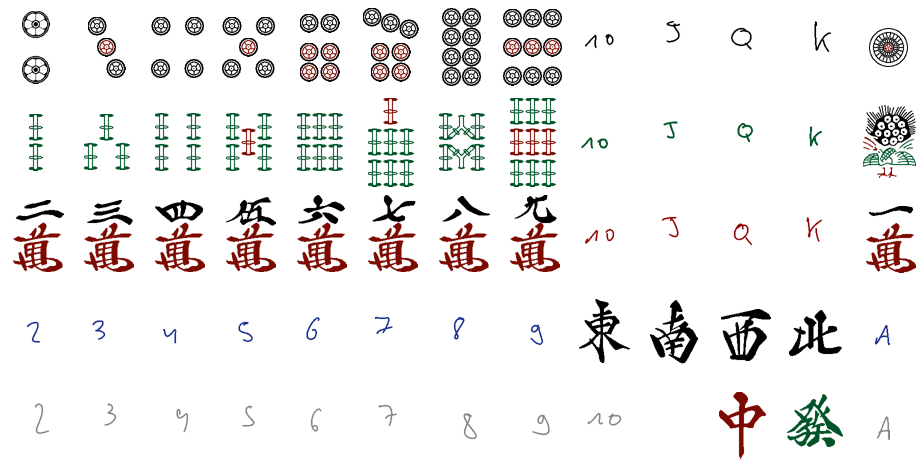 10 J Q K
10 J Q K
二 三 四 伍 六 七 八 九
萬 萬 萬 萬 萬 萬 萬 萬 10 J Q K 一
萬
2 3 4 5 6 7 8 9 東 南 西 北 A
2 3 4 5 6 7 8 9 10 中 發 A